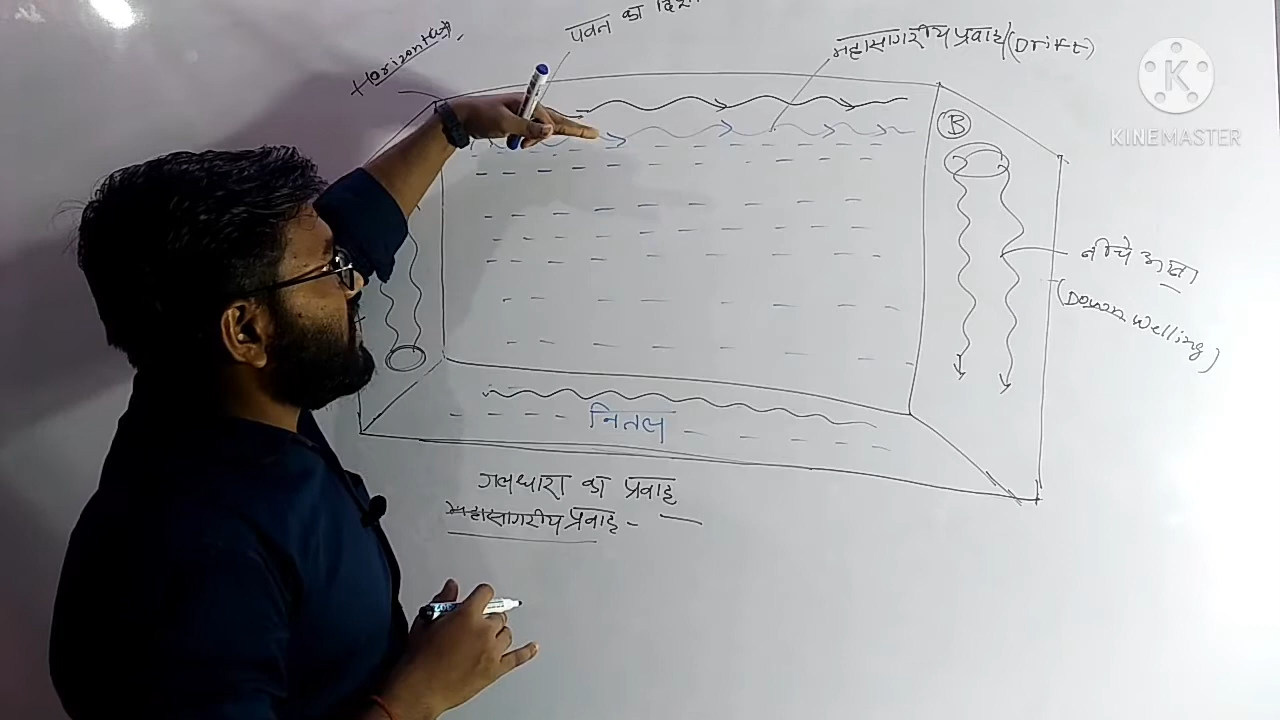 Horizontal
पवन का दिशा
महासागरीय प्रवाह/(Drift)
B
KINEMASTER
नीचे आना
(Down welling)
नितल
जलधारा का प्रवाह
महासागरीय प्रवाह -